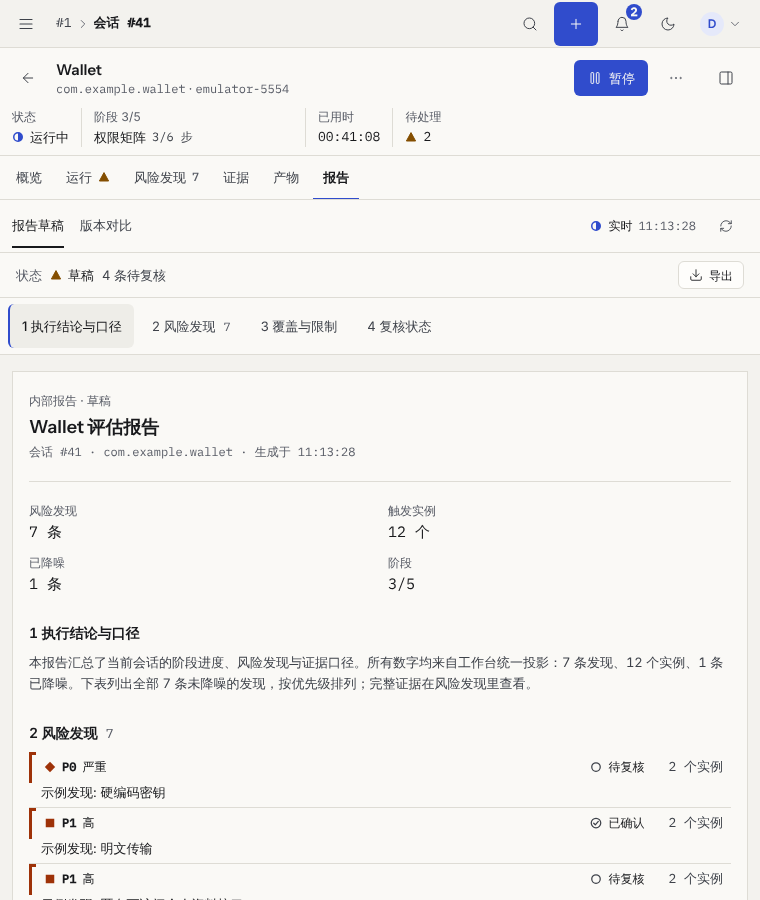 #1 会话 #41 2 D
Wallet
com.example.wallet·emulator-5554
暂停
状态 阶段 3/5 已用时 待处理
运行中 权限矩阵 3/6 步 00:41:08 2
概览 运行 风险发现 7 证据 产物 报告
报告草稿 版本对比 实时 11:13:28
状态 草稿 4 条待复核 导出
1 执行结论与口径 2 风险发现 7 3 覆盖与限制 4 复核状态
内部报告 · 草稿
Wallet 评估报告
会话 #41 · com.example.wallet · 生成于 11:13:28
风险发现 触发实例
7 条 12 个
已降噪 阶段
1 条 3/5
1 执行结论与口径
本报告汇总了当前会话的阶段进度、风险发现与证据口径。所有数字均来自工作台统一投影：7 条发现、12 个实例、1 条
已降噪。下表列出全部 7 条未降噪的发现，按优先级排列；完整证据在风险发现里查看。
2 风险发现 7
P0 严重 待复核 2 个实例
示例发现: 硬编码密钥
P1 高 已确认 2 个实例
示例发现: 明文传输
P1 高 待复核 2 个实例